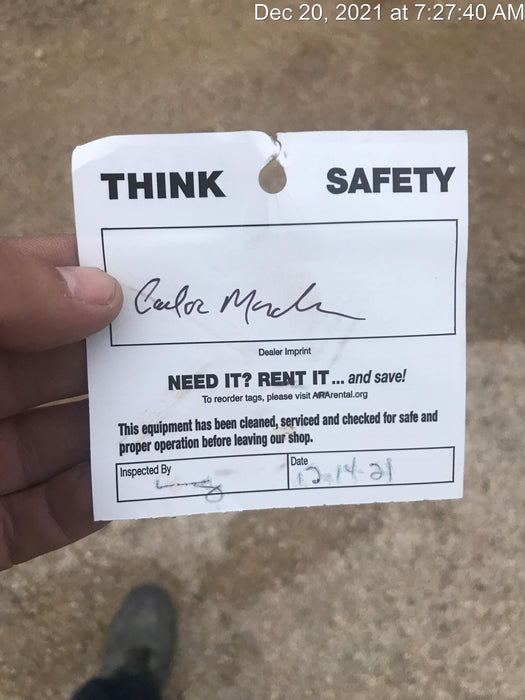 Dec 20, 2021 at 7:27:40 AM
THINK SAFETY
Dealer Imprint
NEED IT? RENT IT... and save!
To reorder tags, please visit ARArental.org
This equipment has been cleaned, serviced and checked for safe and
proper operation before leaving our shop.
Inspected By
Date
12-14-21